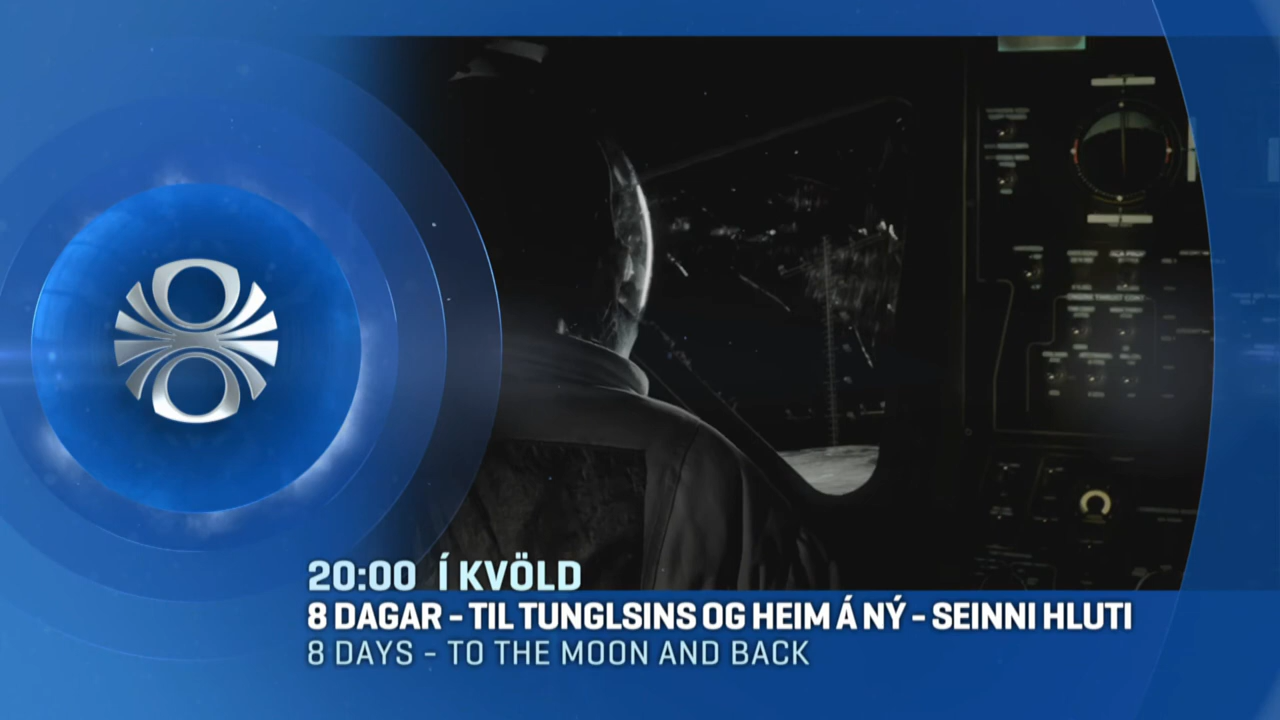 20:00 Í KVÖLD
8 DAGAR – TIL TUNGLSINS OG HEIM Á NÝ – SEINNI HLUTI
8 DAYS – TO THE MOON AND BACK